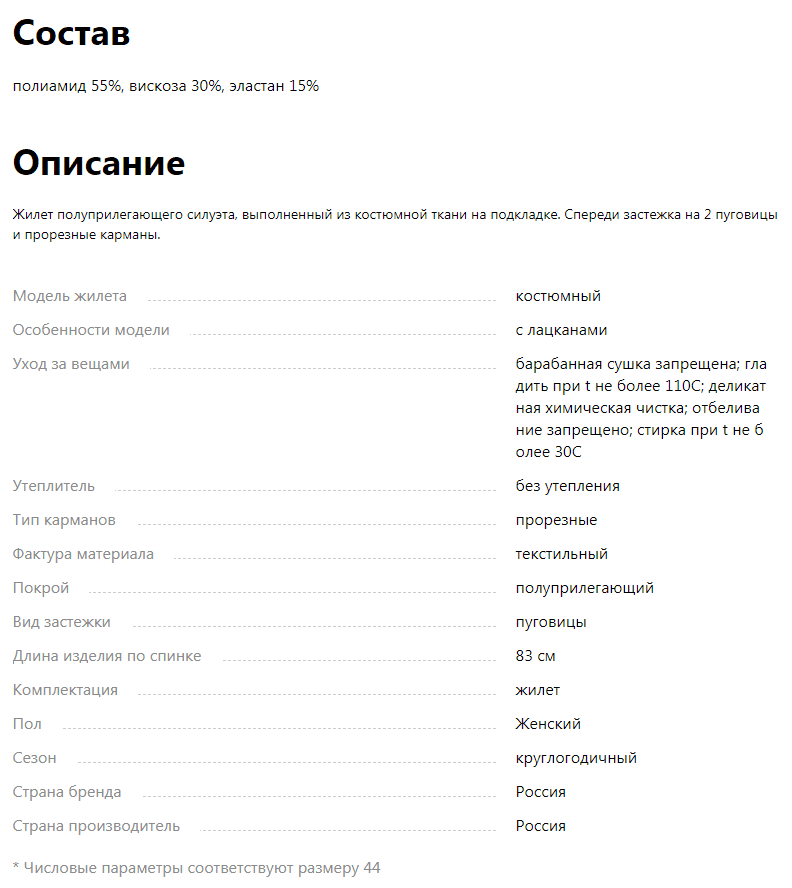 Состав
полиамид 55%, вискоза 30%, эластан 15%
Описание
Жилет полуприлегающего силуэта, выполненный из костюмной ткани на подкладке. Спереди застежка на 2 пуговицы
и прорезные карманы.
Модель жилета костюмный
Особенности модели с лацканами
Уход за вещами барабанная сушка запрещена; гла
дить при t не более 110С; деликат
ная химическая чистка; отбелива
ние запрещено; стирка при t не б
олее 30С
Утеплитель без утепления
Тип карманов прорезные
Фактура материала текстильный
Покрой полуприлегающий
Вид застежки пуговицы
Длина изделия по спинке 83 см
Комплектация жилет
Пол Женский
Сезон круглогодичный
Страна бренда Россия
Страна производитель Россия
* Числовые параметры соответствуют размеру 44